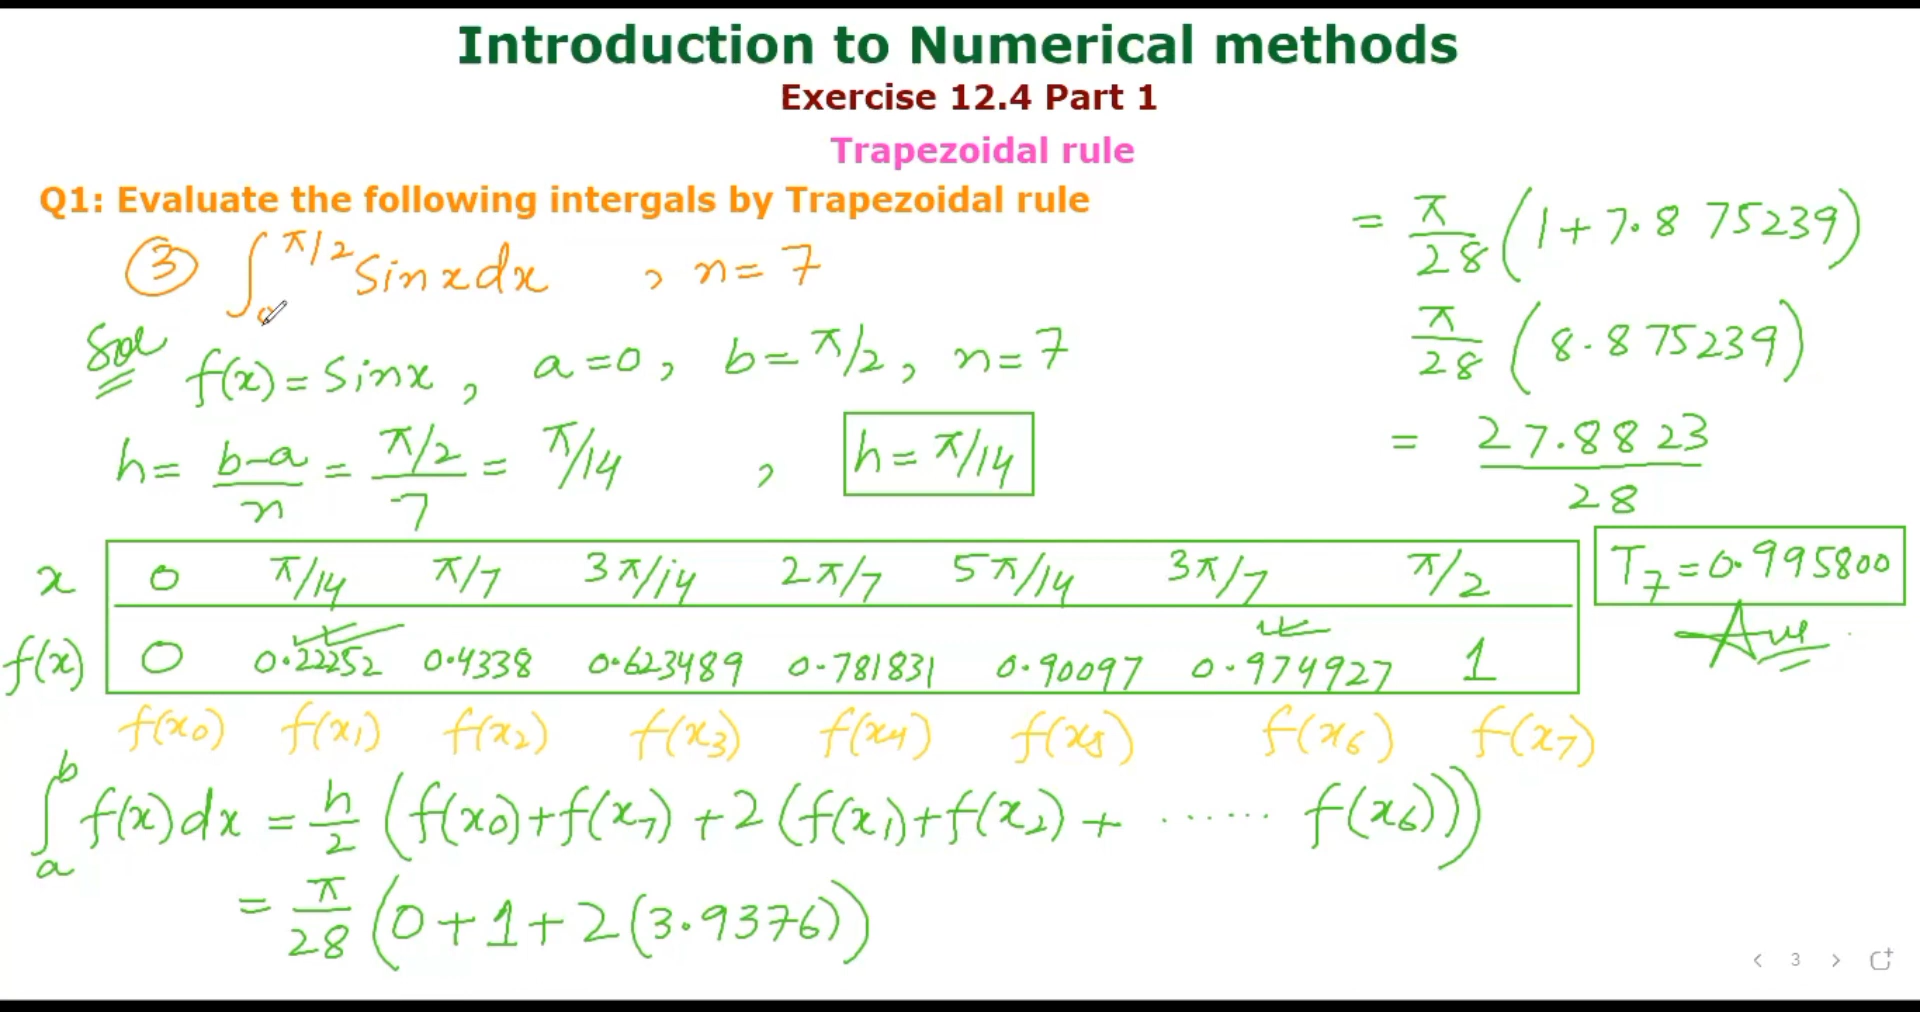 Introduction to Numerical methods
Exercise 12.4 Part 1
Trapezoidal rule
Q1: Evaluate the following intergals by Trapezoidal rule
③ ∫₀^π/2 Sinxdx , n=7
Sol
f(x)=Sinx, a=0, b=π/2, n=7
h= b-a/n = π/2/7 = π/14 , h=π/14
x 0 π/14 π/7 3π/14 2π/7 5π/14 3π/7 π/2
f(x) 0 0.22252 0.4338 0.623489 0.781831 0.90097 0.974927 1
f(x₀) f(x₁) f(x₂) f(x₃) f(x₄) f(x₅) f(x₆) f(x₇)
∫ₐᵇ f(x)dx = h/2 (f(x₀)+f(x₇)+2(f(x₁)+f(x₂)+ ...... f(x₆)))
= π/28 (0+1+2(3.9376))
= π/28 (1+7.875239)
π/28 (8.875239)
= 27.8823/28
T₇=0.995800
Ans
< 3 >